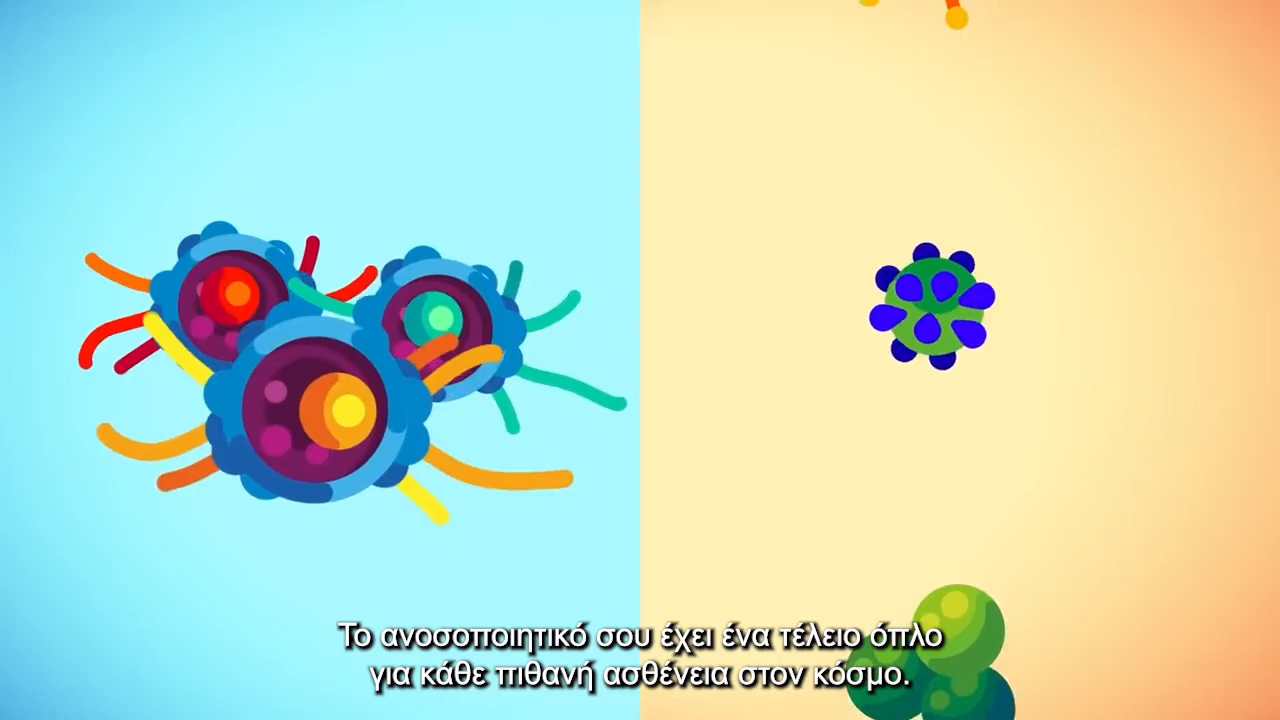 Το ανοσοποιητικό σου έχει ένα τέλειο όπλο
για κάθε πιθανή ασθένεια στον κόσμο.